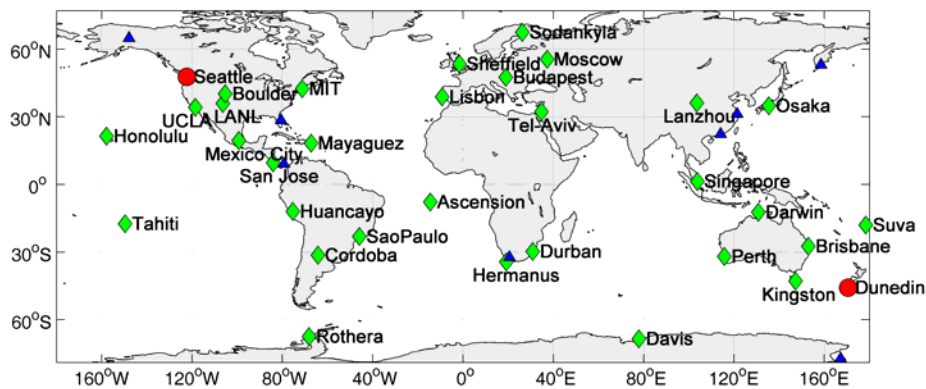 60°N
Sodankyla
Sheffield
Moscow
Seattle
Budapest
Boulder
MIT
Lisbon
Lanzhou
Osaka
30°N
UCLA
LANL
Tel-Aviv
Honolulu
Mexico City
Mayaguez
San Jose
Singapore
0°
Huancayo
Ascension
Darwin
Tahiti
SaoPaulo
Suva
Cordoba
Durban
Perth
Brisbane
30°S
Hermanus
Kingston
Dunedin
60°S
Rothera
Davis
160°W 120°W 80°W 40°W 0° 40°E 80°E 120°E 160°E